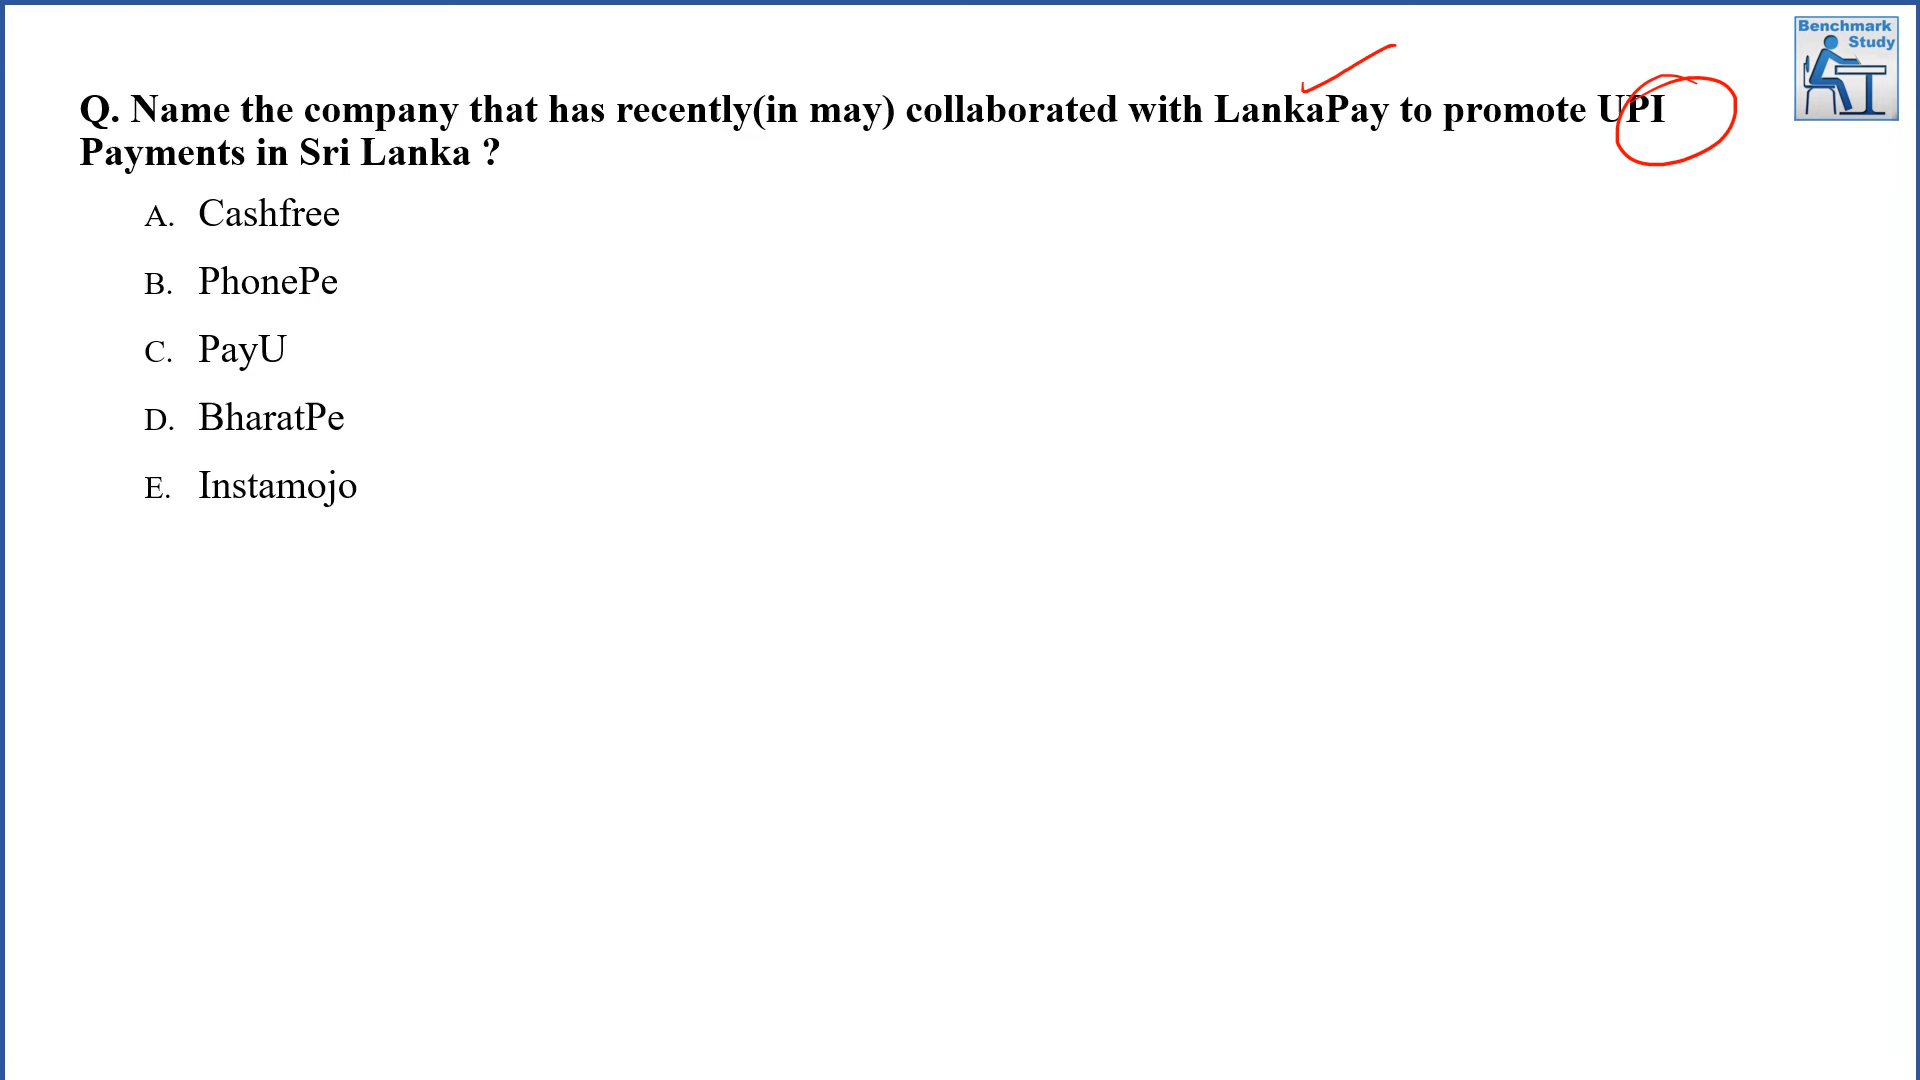 Benchmark
Study
Q. Name the company that has recently(in may) collaborated with LankaPay to promote UPI
Payments in Sri Lanka ?
A. Cashfree
B. PhonePe
C. PayU
D. BharatPe
E. Instamojo